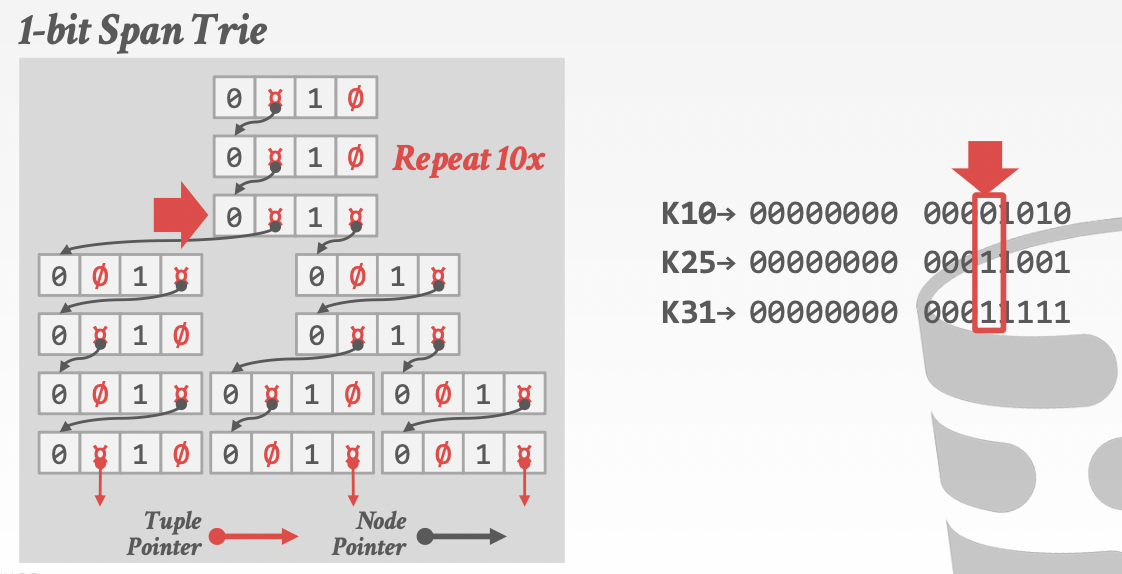 1-bit Span Trie
0 ¤ 1 Ø
0 ¤ 1 Ø
Repeat 10x
0 ¤ 1 ¤
0 Ø 1 ¤
0 Ø 1 ¤
0 ¤ 1 Ø
0 ¤ 1 ¤
0 Ø 1 ¤
0 ¤ 1 Ø
0 Ø 1 ¤
0 ¤ 1 Ø
0 Ø 1 ¤
0 Ø 1 ¤
Tuple
Pointer
Node
Pointer
K10→ 00000000 00001010
K25→ 00000000 00011001
K31→ 00000000 00011111